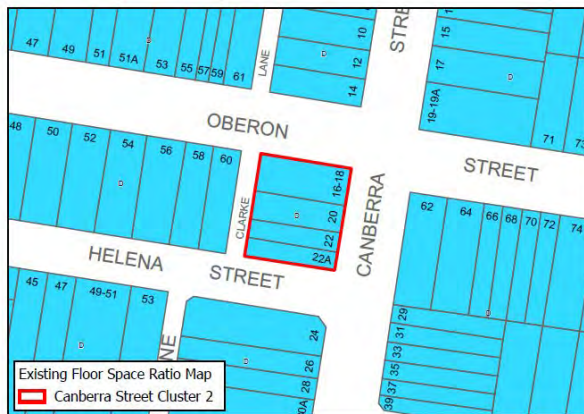 47 49 51 51A 53 55 57 59 61
D
LANE
10
D
12
14
STRE
15
17
D
19-19A
71 73
OBERON STREET
48 50 52 54 56 58 60
D
CLARKE
16-18
20
D
22
22A
CANBERRA
62 64 66 68 70 72 74
HELENA STREET
45 47 49-51 53
D
NE
24
26
D
28
30A
29
D
31
33
35
37
39
Existing Floor Space Ratio Map
Canberra Street Cluster 2